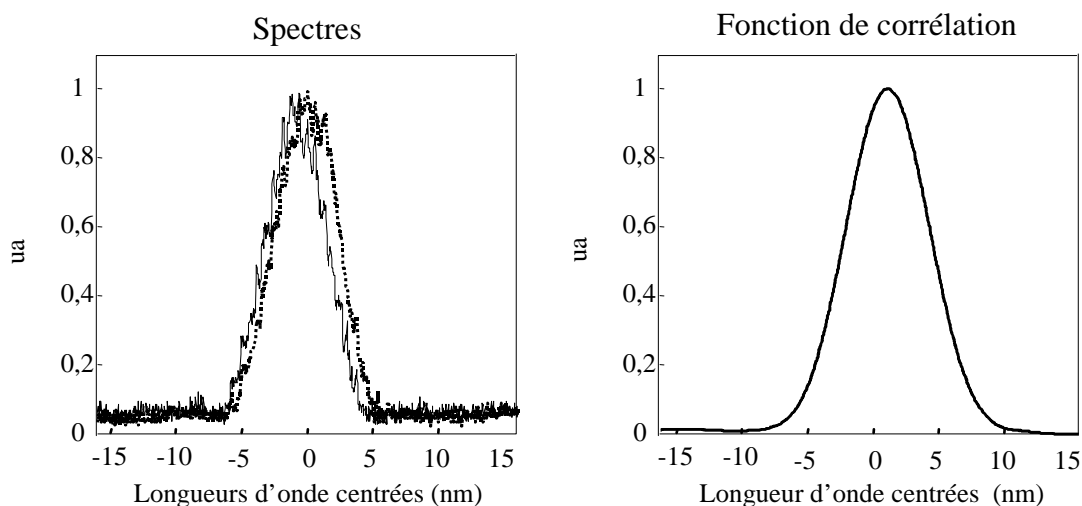 Spectres
1
0,8
0,6
0,4
0,2
0
ua
-15 -10 -5 0 5 10 15
Longueurs d’onde centrées (nm)
Fonction de corrélation
1
0,8
0,6
0,4
0,2
0
ua
-15 -10 -5 0 5 10 15
Longueur d’onde centrées (nm)